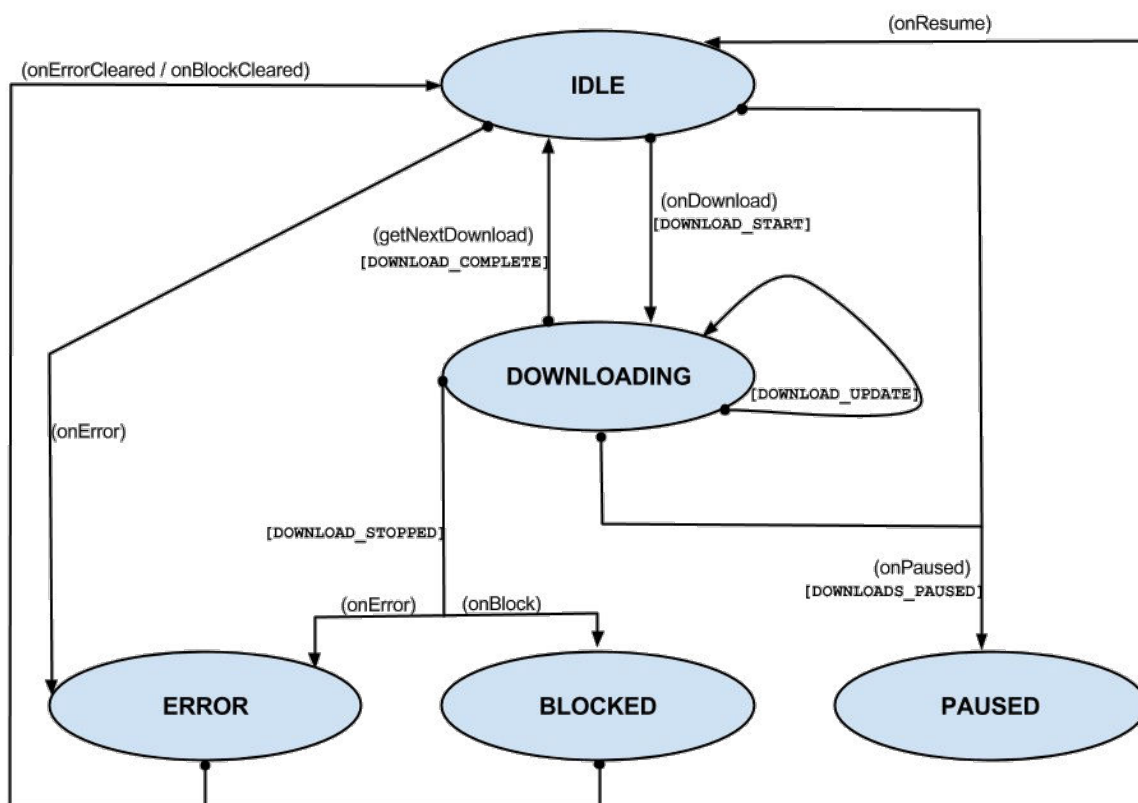 (onResume)
(onErrorCleared / onBlockCleared)
IDLE
(onDownload)
[DOWNLOAD_START]
(getNextDownload)
[DOWNLOAD_COMPLETE]
DOWNLOADING
[DOWNLOAD_UPDATE]
(onError)
[DOWNLOAD_STOPPED]
(onPaused)
[DOWNLOADS_PAUSED]
(onError)
(onBlock)
ERROR
BLOCKED
PAUSED